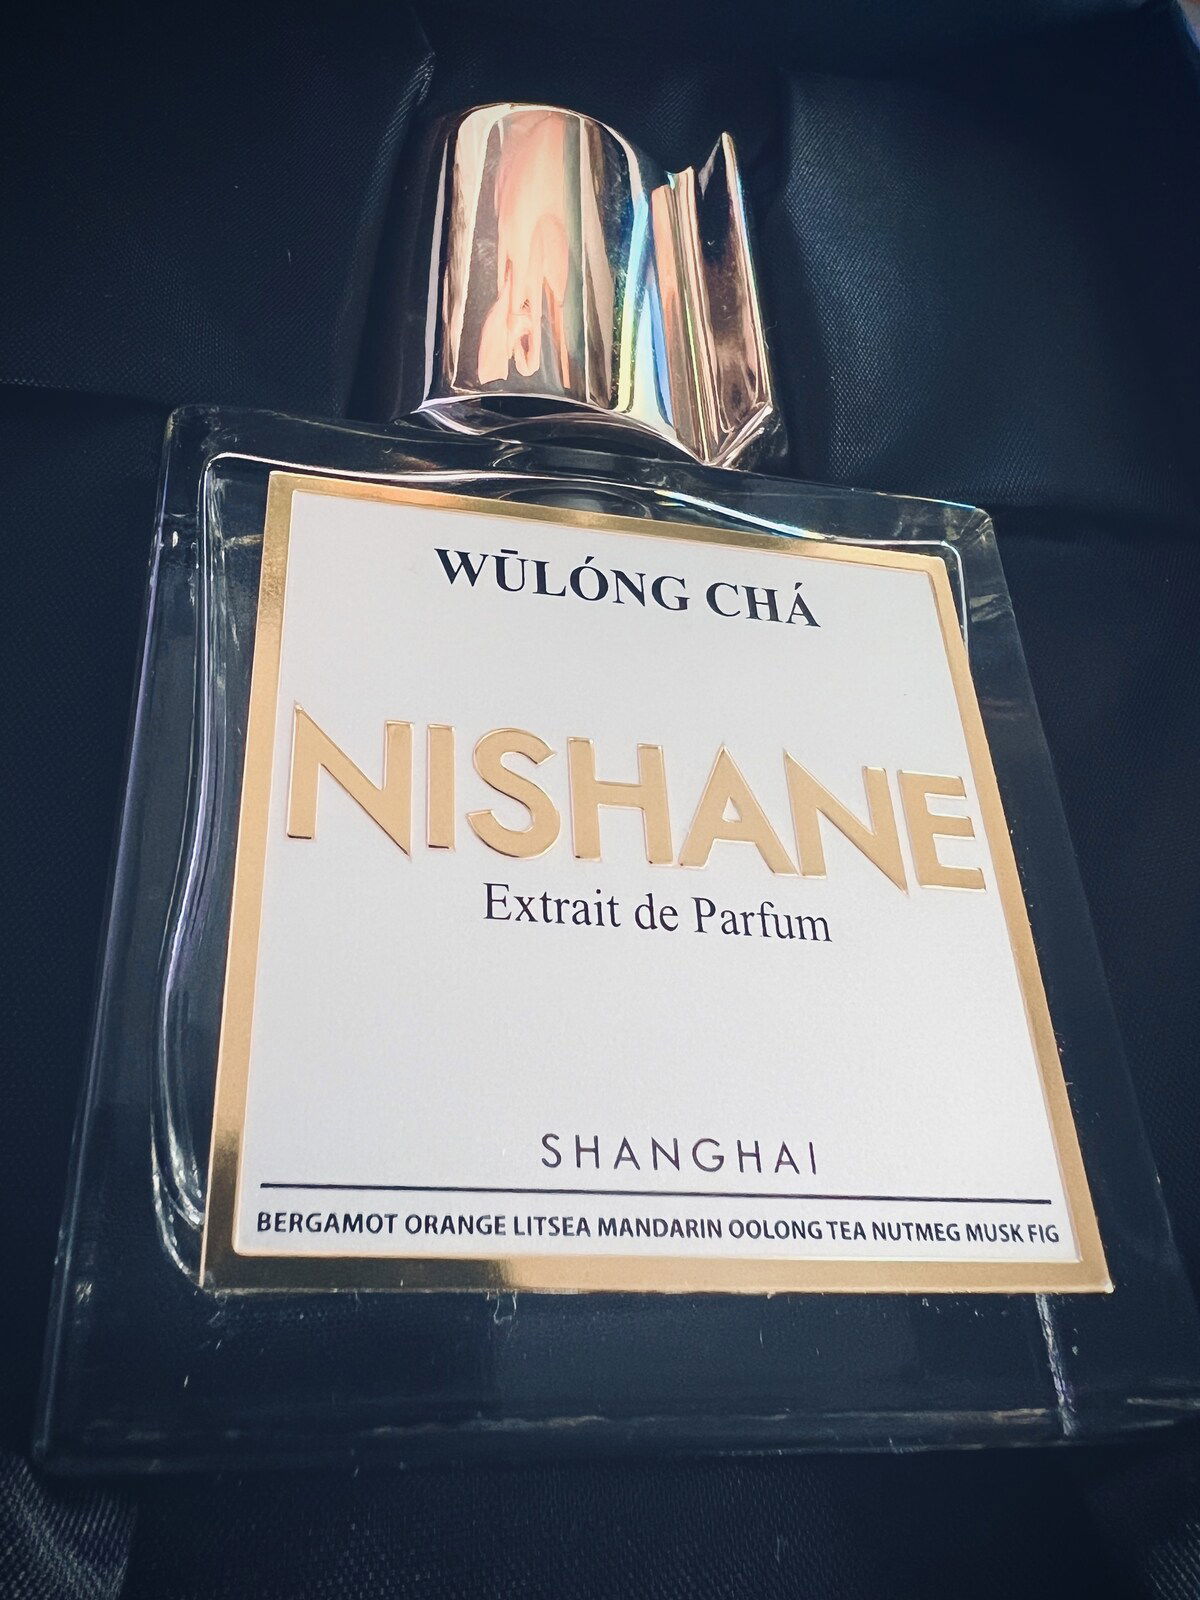 WŪLÓNG CHÁ
NISHANE
Extrait de Parfum
SHANGHAI
BERGAMOT ORANGE LITSEA MANDARIN OOLONG TEA NUTMEG MUSK FIG